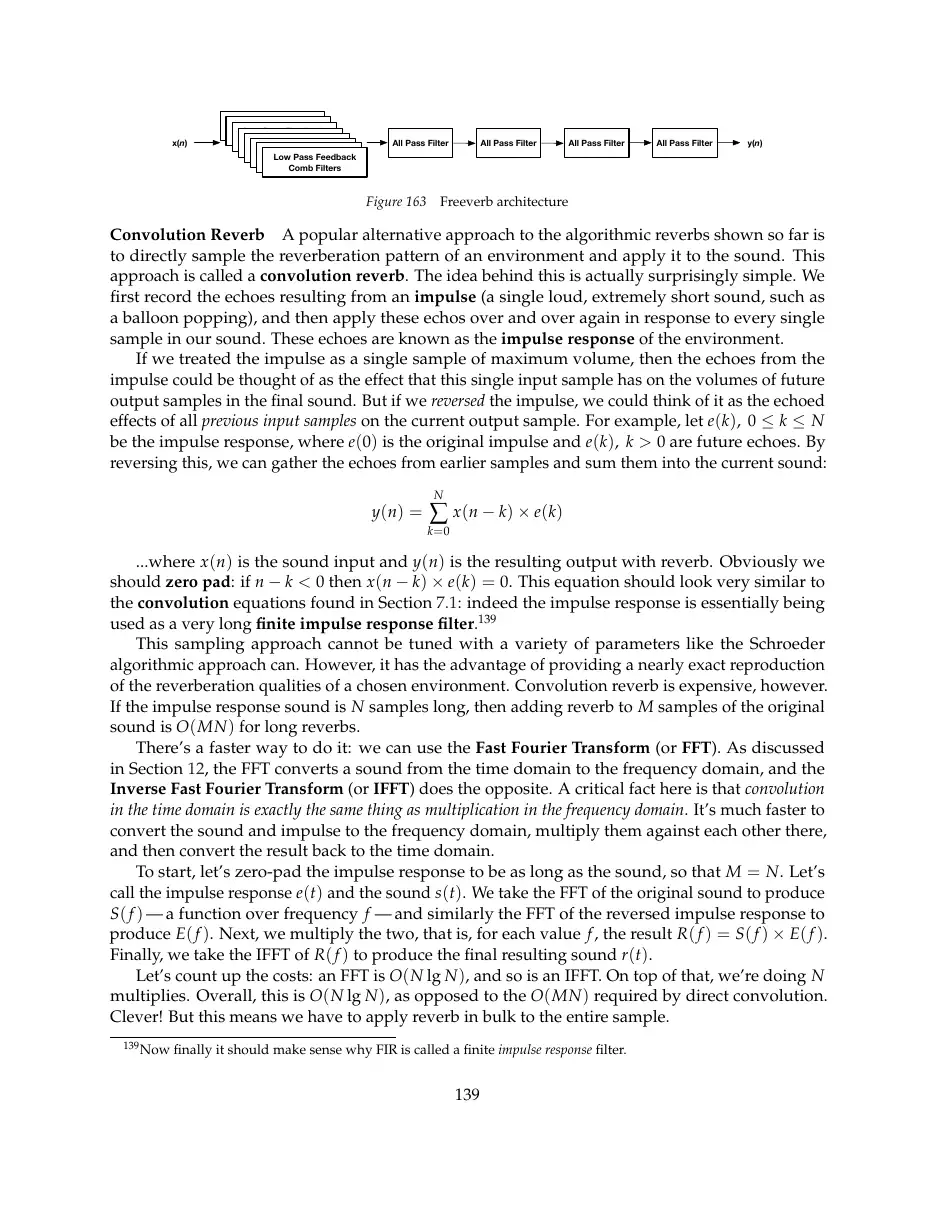 x(n)
Low Pass Feedback
Comb Filters
All Pass Filter
All Pass Filter
All Pass Filter
All Pass Filter
y(n)
Figure 163 Freeverb architecture
Convolution Reverb A popular alternative approach to the algorithmic reverbs shown so far is
to directly sample the reverberation pattern of an environment and apply it to the sound. This
approach is called a convolution reverb. The idea behind this is actually surprisingly simple. We
first record the echoes resulting from an impulse (a single loud, extremely short sound, such as
a balloon popping), and then apply these echos over and over again in response to every single
sample in our sound. These echoes are known as the impulse response of the environment.
If we treated the impulse as a single sample of maximum volume, then the echoes from the
impulse could be thought of as the effect that this single input sample has on the volumes of future
output samples in the final sound. But if we reversed the impulse, we could think of it as the echoed
effects of all previous input samples on the current output sample. For example, let e(k), 0 ≤ k ≤ N
be the impulse response, where e(0) is the original impulse and e(k), k > 0 are future echoes. By
reversing this, we can gather the echoes from earlier samples and sum them into the current sound:
y(n) = ∑_{k=0}^{N} x(n − k) × e(k)
...where x(n) is the sound input and y(n) is the resulting output with reverb. Obviously we
should zero pad: if n − k < 0 then x(n − k) × e(k) = 0. This equation should look very similar to
the convolution equations found in Section 7.1: indeed the impulse response is essentially being
used as a very long finite impulse response filter.139
This sampling approach cannot be tuned with a variety of parameters like the Schroeder
algorithmic approach can. However, it has the advantage of providing a nearly exact reproduction
of the reverberation qualities of a chosen environment. Convolution reverb is expensive, however.
If the impulse response sound is N samples long, then adding reverb to M samples of the original
sound is O(MN) for long reverbs.
There's a faster way to do it: we can use the Fast Fourier Transform (or FFT). As discussed
in Section 12, the FFT converts a sound from the time domain to the frequency domain, and the
Inverse Fast Fourier Transform (or IFFT) does the opposite. A critical fact here is that convolution
in the time domain is exactly the same thing as multiplication in the frequency domain. It's much faster to
convert the sound and impulse to the frequency domain, multiply them against each other there,
and then convert the result back to the time domain.
To start, let's zero-pad the impulse response to be as long as the sound, so that M = N. Let's
call the impulse response e(t) and the sound s(t). We take the FFT of the original sound to produce
S(f) — a function over frequency f — and similarly the FFT of the reversed impulse response to
produce E(f). Next, we multiply the two, that is, for each value f, the result R(f) = S(f) × E(f).
Finally, we take the IFFT of R(f) to produce the final resulting sound r(t).
Let's count up the costs: an FFT is O(N lg N), and so is an IFFT. On top of that, we're doing N
multiplies. Overall, this is O(N lg N), as opposed to the O(MN) required by direct convolution.
Clever! But this means we have to apply reverb in bulk to the entire sample.
139Now finally it should make sense why FIR is called a finite impulse response filter.
139